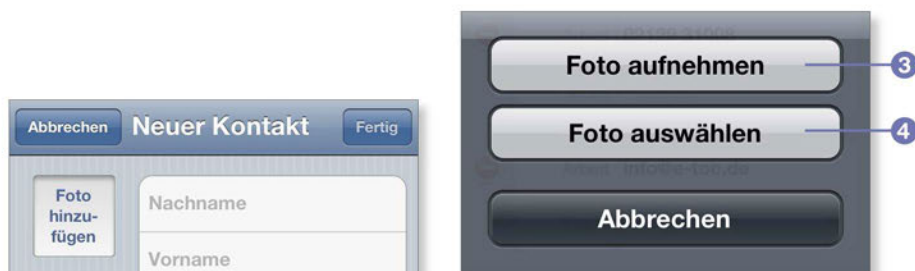 Abbrechen Neuer Kontakt Fertig
Foto
hinzu-
fügen
Nachname
Vorname
Foto aufnehmen 3
Foto auswählen 4
Abbrechen